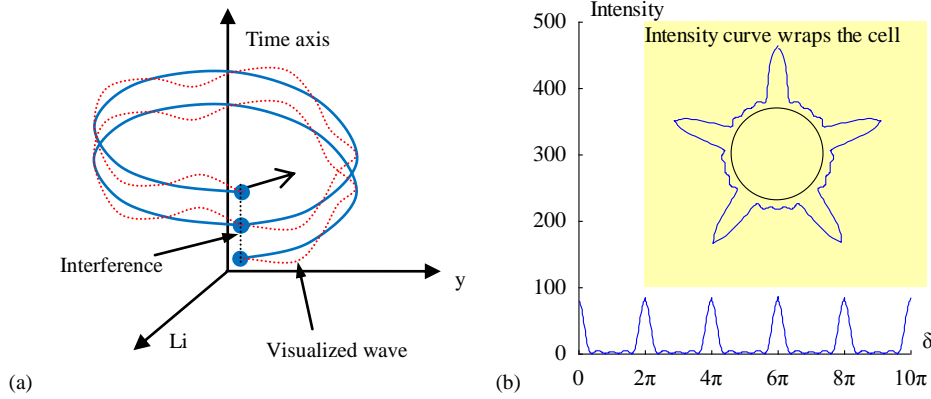 Time axis
Interference
y
Li
Visualized wave
(a)
Intensity
500
Intensity curve wraps the cell
400
300
200
100
0
δ
0 2π 4π 6π 8π 10π
(b)